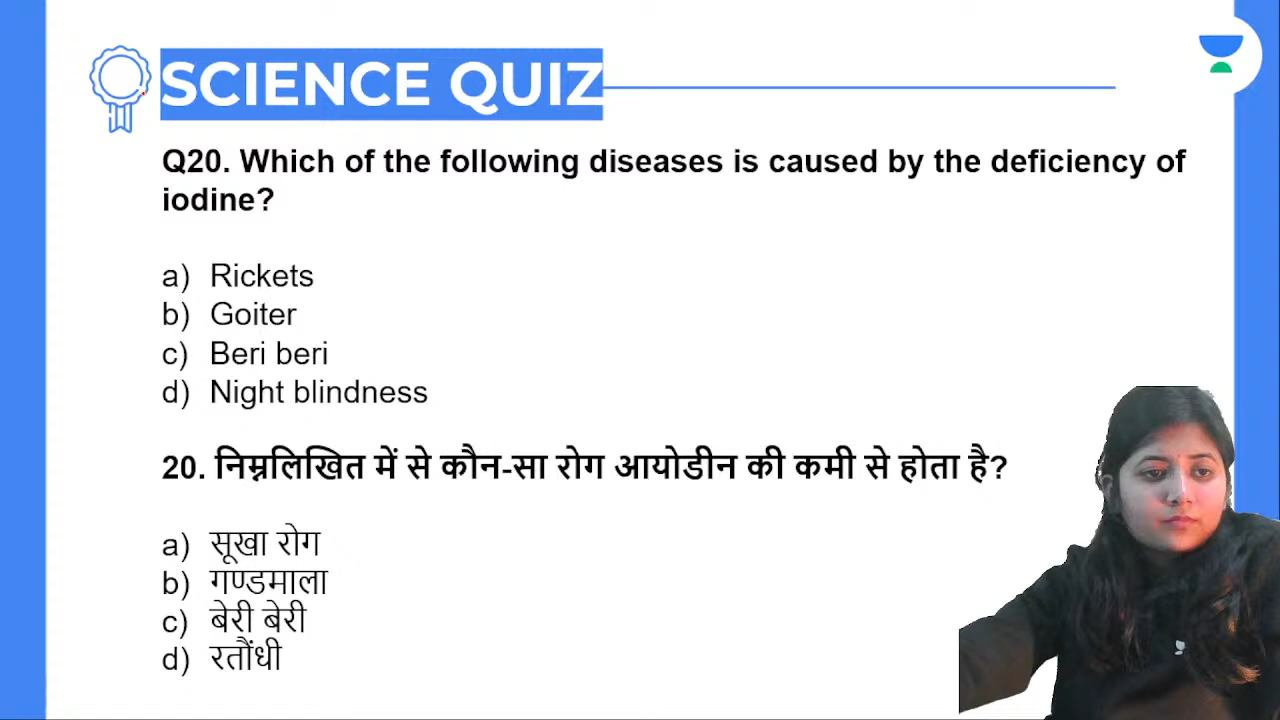 SCIENCE QUIZ
Q20. Which of the following diseases is caused by the deficiency of
iodine?
a) Rickets
b) Goiter
c) Beri beri
d) Night blindness
20. निम्नलिखित में से कौन-सा रोग आयोडीन की कमी से होता है?
a) सूखा रोग
b) गण्डमाला
c) बेरी बेरी
d) रतौंधी